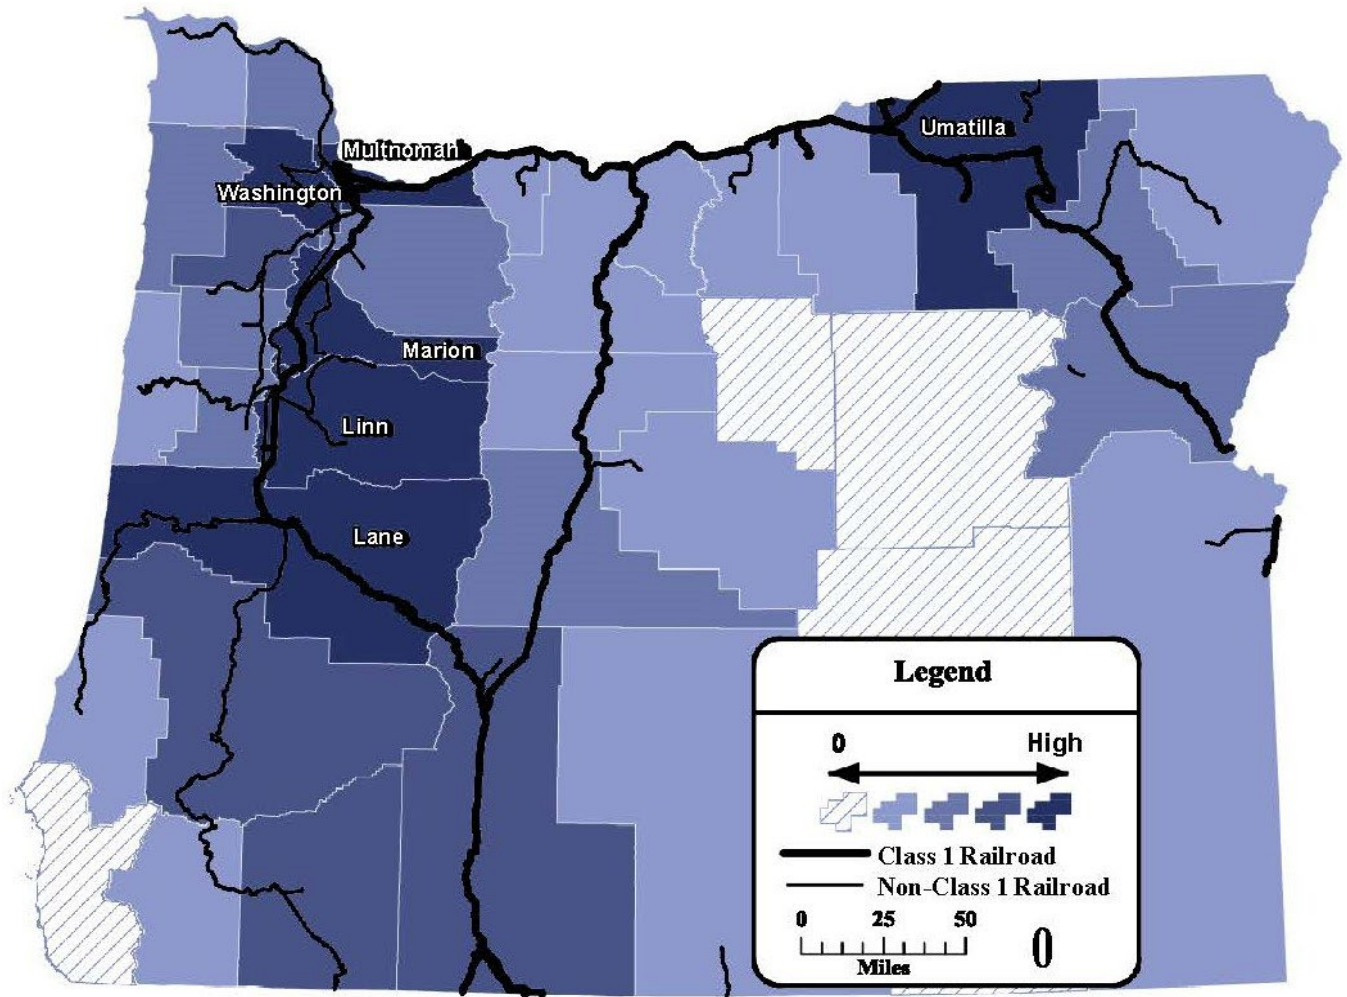 Multnomah
Umatilla
Washington
Marion
Linn
Lane
Legend
0 High
Class 1 Railroad
Non-Class 1 Railroad
0 25 50
Miles
0